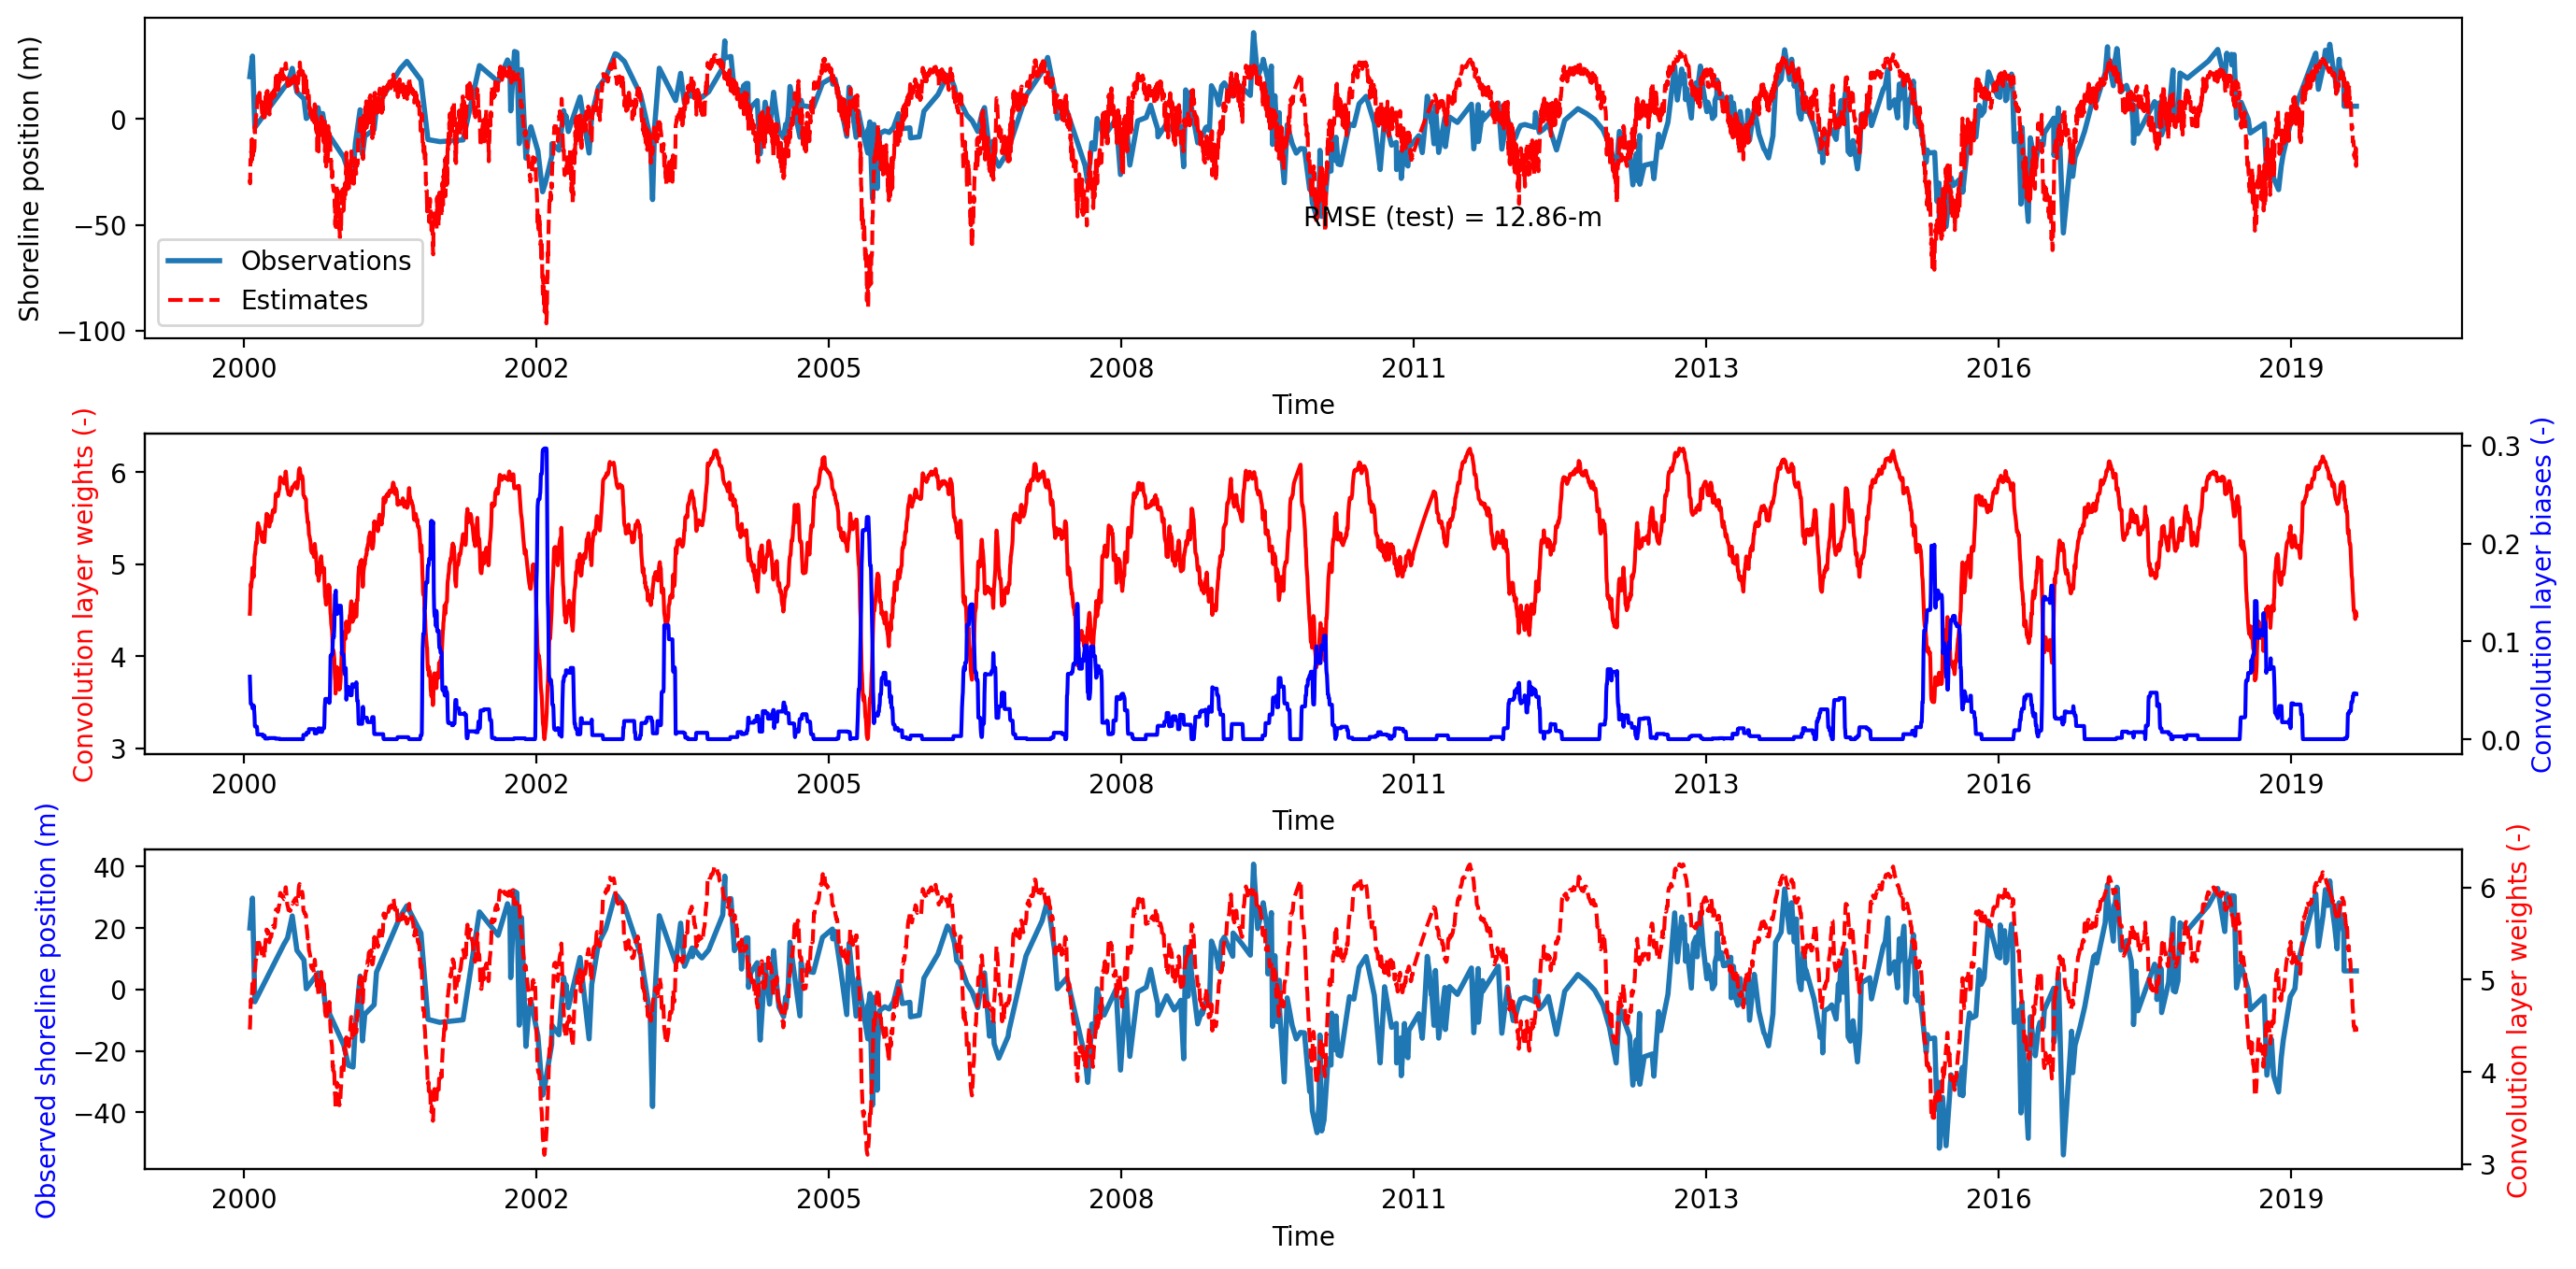 Shoreline position (m)
0
−50
−100
Observations
Estimates
RMSE (test) = 12.86-m
2000 2002 2005 2008 2011 2013 2016 2019
Time
Convolution layer weights (-)
6
5
4
3
0.3
0.2
0.1
0.0
Convolution layer biases (-)
2000 2002 2005 2008 2011 2013 2016 2019
Time
Observed shoreline position (m)
40
20
0
−20
−40
6
5
4
3
Convolution layer weights (-)
2000 2002 2005 2008 2011 2013 2016 2019
Time